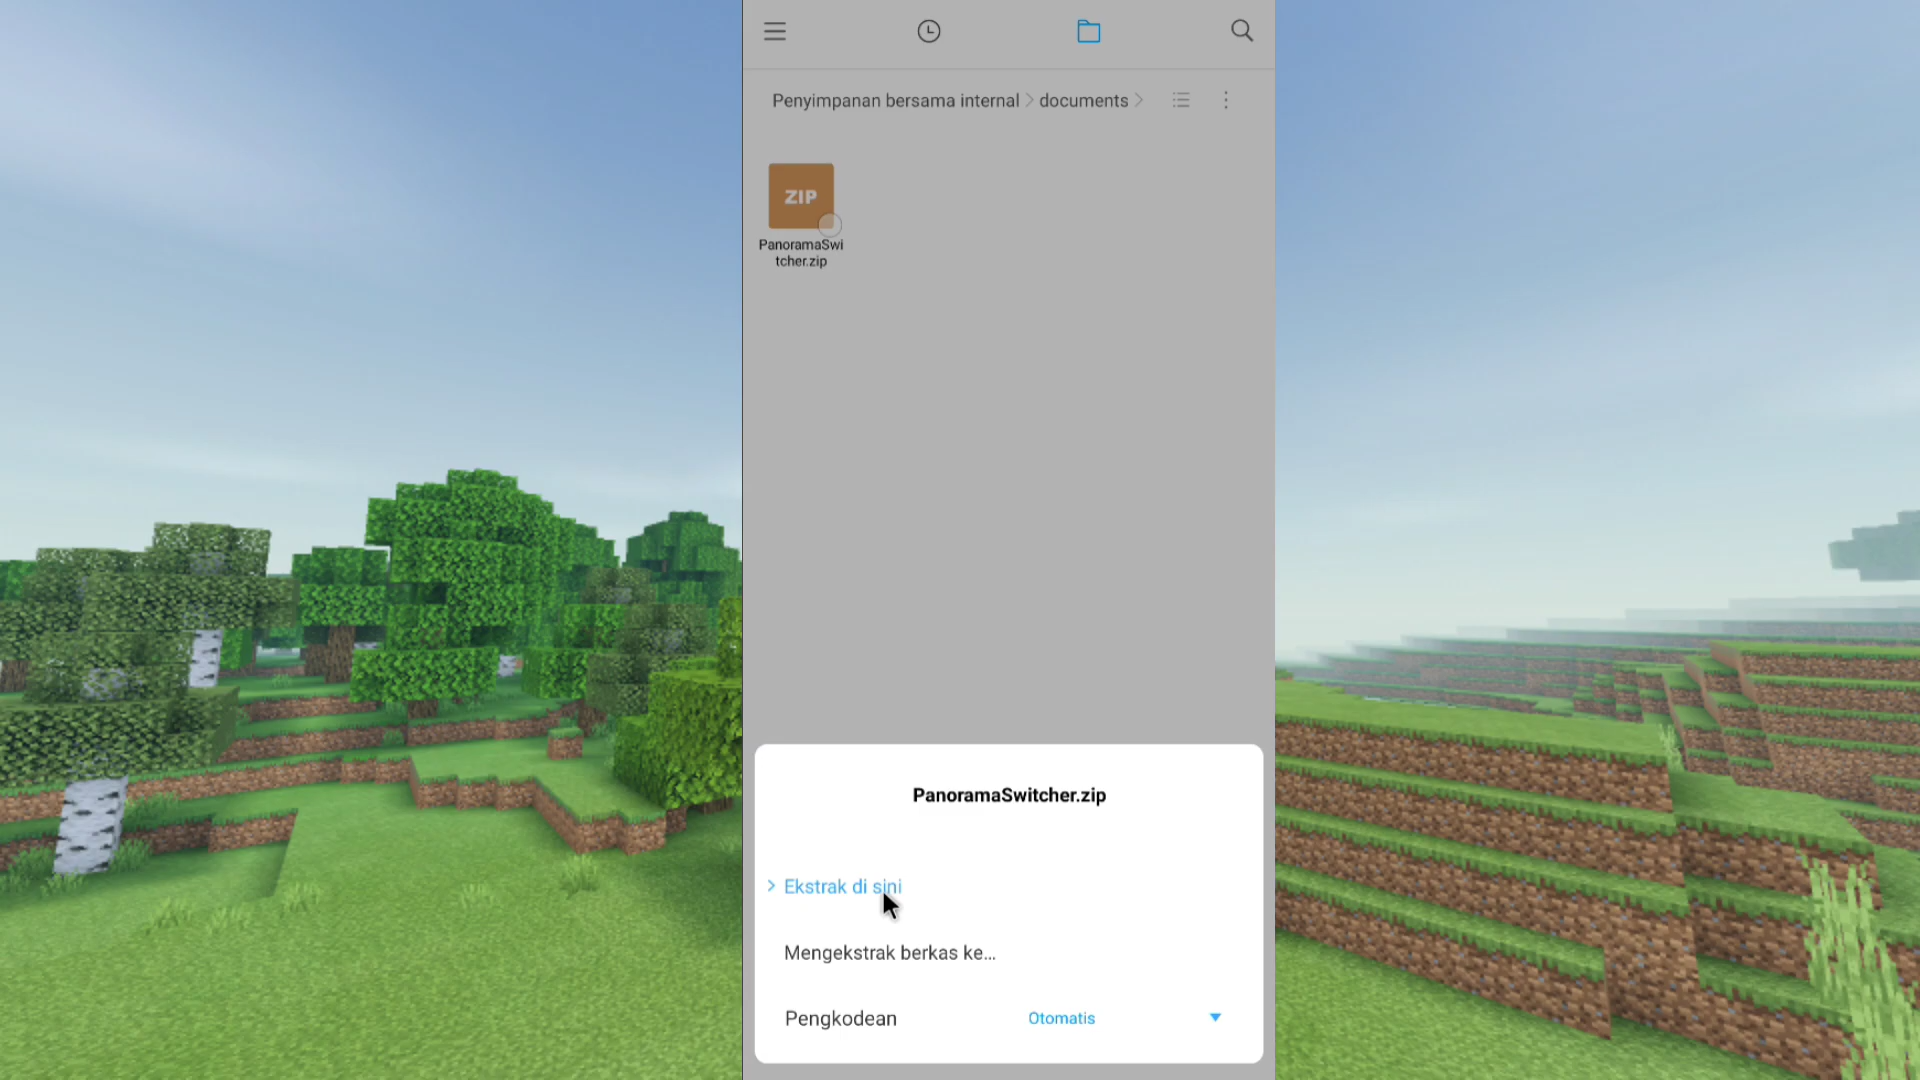 Penyimpanan bersama internal > documents >
ZIP
PanoramaSwi
tcher.zip
PanoramaSwitcher.zip
> Ekstrak di sini
Mengekstrak berkas ke...
Pengkodean Otomatis